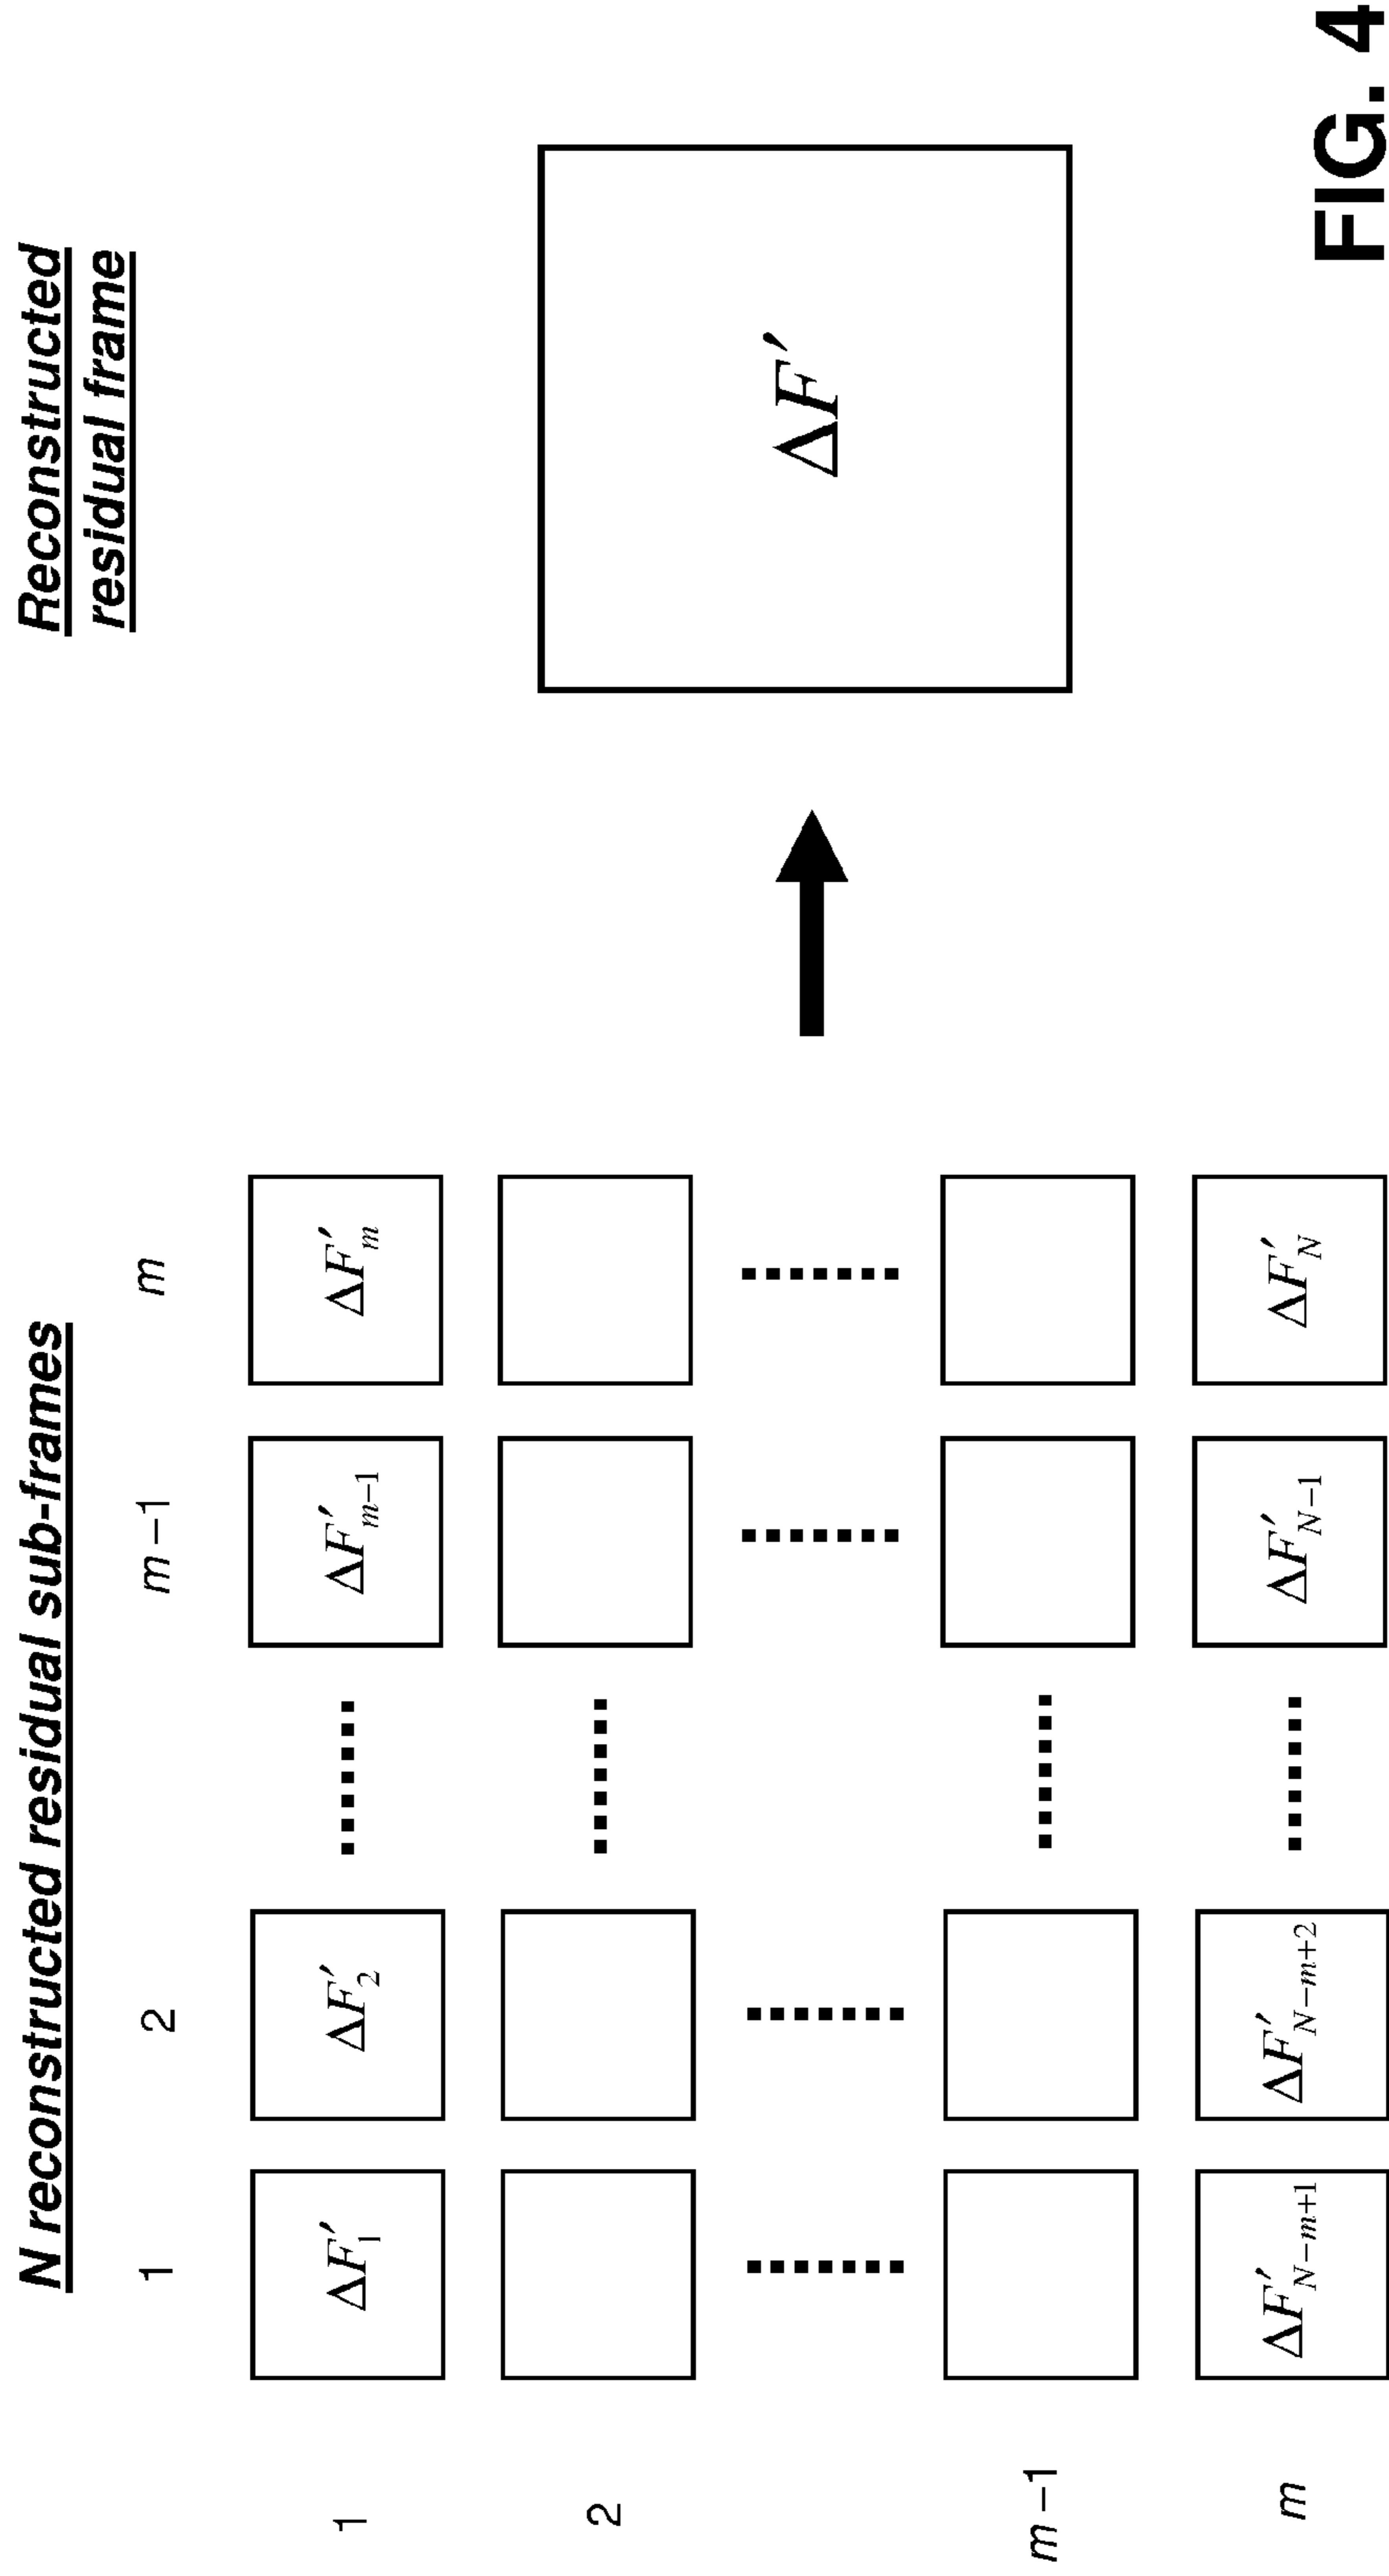 N reconstructed residual sub-frames
Reconstructed
residual frame
1 2 m−1 m
1 ΔF′₁ ΔF′₂ ΔF′ₘ₋₁ ΔF′ₘ
2
ΔF′
m−1
m ΔF′_{N−m+1} ΔF′_{N−m+2} ΔF′_{N−1} ΔF′_N
FIG. 4